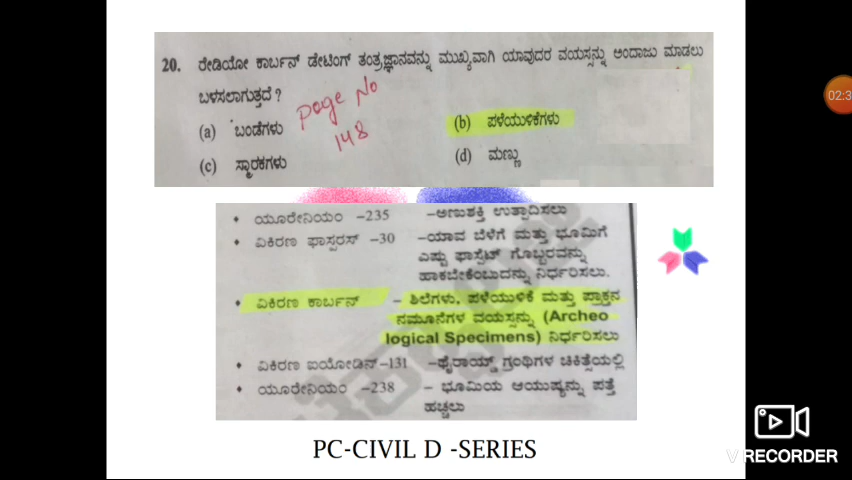 20. ರೇಡಿಯೋ ಕಾರ್ಬನ್ ಡೇಟಿಂಗ್ ತಂತ್ರಜ್ಞಾನವನ್ನು ಮುಖ್ಯವಾಗಿ ಯಾವುದರ ವಯಸ್ಸನ್ನು ಅಂದಾಜು ಮಾಡಲು
ಬಳಸಲಾಗುತ್ತದೆ ?
Page No
148
(a) ಬಂಡೆಗಳು (b) ಪಳೆಯುಳಿಕೆಗಳು
(c) ಸ್ಮಾರಕಗಳು (d) ಮಣ್ಣು
02:3
• ಯೂರೇನಿಯಂ -235 -ಅಣುಶಕ್ತಿ ಉತ್ಪಾದಿಸಲು
• ವಿಕಿರಣ ಫಾಸ್ಪರಸ್ -30 -ಯಾವ ಬೆಳೆಗೆ ಮತ್ತು ಭೂಮಿಗೆ
ಎಷ್ಟು ಫಾಸ್ಪೆಟ್ ಗೊಬ್ಬರವನ್ನು
ಹಾಕಬೇಕೆಂಬುದನ್ನು ನಿರ್ಧರಿಸಲು.
• ವಿಕಿರಣ ಕಾರ್ಬನ್ - ಶಿಲೆಗಳು, ಪಳೆಯುಳಿಕೆ ಮತ್ತು ಪ್ರಾಕ್ತನ
ನಮೂನೆಗಳ ವಯಸ್ಸನ್ನು (Archeo
logical Specimens) ನಿರ್ಧರಿಸಲು
• ವಿಕಿರಣ ಐಯೋಡಿನ್-131 -ಥೈರಾಯ್ಡ್ ಗ್ರಂಥಿಗಳ ಚಿಕಿತ್ಸೆಯಲ್ಲಿ
• ಯೂರೇನಿಯಂ -238 - ಭೂಮಿಯ ಆಯುಷ್ಯನ್ನು ಪತ್ತೆ
ಹಚ್ಚಲು
PC-CIVIL D -SERIES
V RECORDER